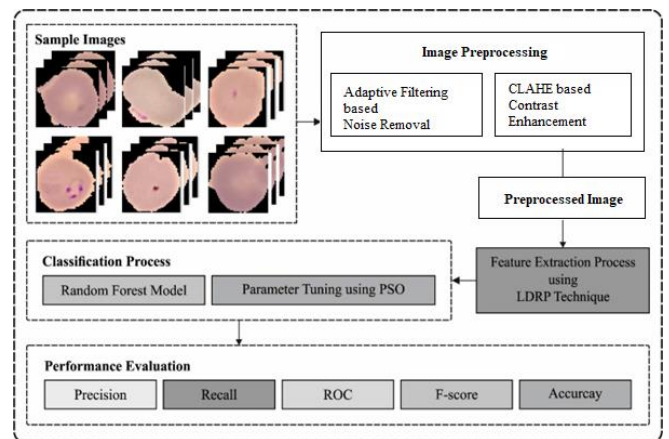 Sample Images
Image Preprocessing
Adaptive Filtering
based
Noise Removal
CLAHE based
Contrast
Enhancement
Preprocessed Image
Feature Extraction Process
using
LDRP Technique
Classification Process
Random Forest Model
Parameter Tuning using PSO
Performance Evaluation
Precision
Recall
ROC
F-score
Accurcay